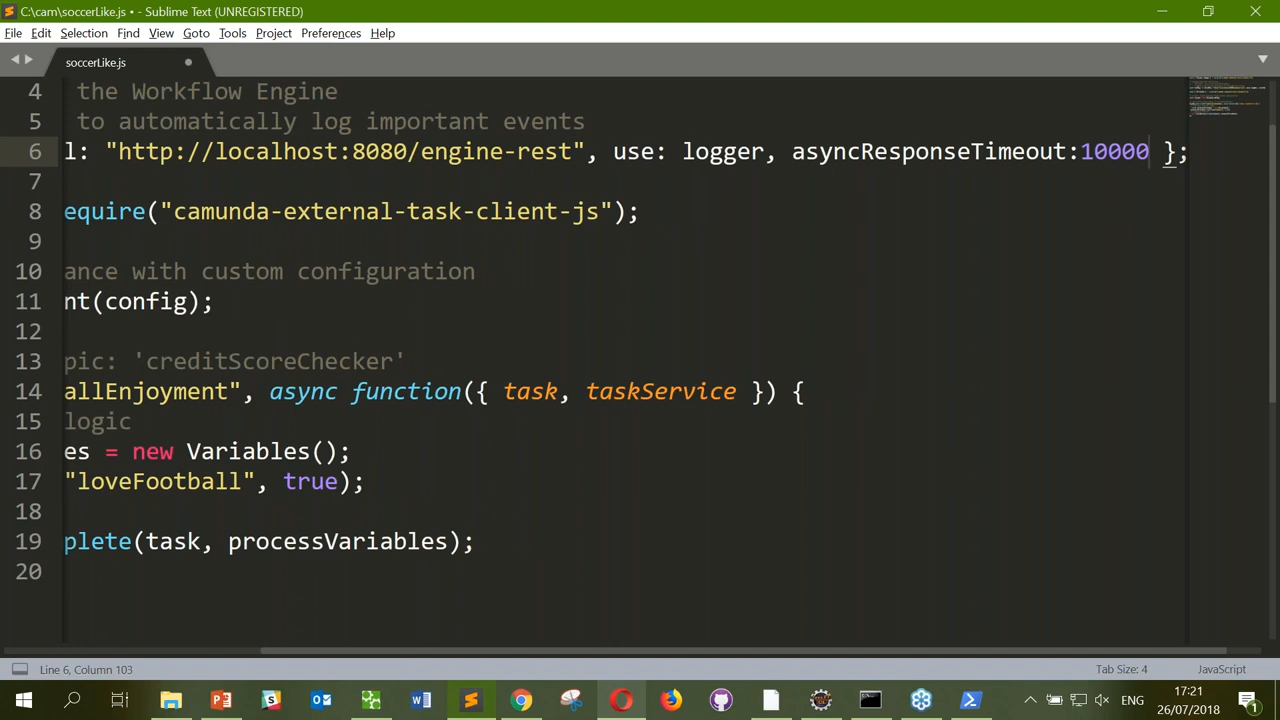 C:\cam\soccerLike.js • - Sublime Text (UNREGISTERED)
File Edit Selection Find View Goto Tools Project Preferences Help
soccerLike.js
4 the Workflow Engine
5 to automatically log important events
6 l: "http://localhost:8080/engine-rest", use: logger, asyncResponseTimeout:10000 };
7
8 equire("camunda-external-task-client-js");
9
10 ance with custom configuration
11 nt(config);
12
13 pic: 'creditScoreChecker'
14 allEnjoyment", async function({ task, taskService }) {
15 logic
16 es = new Variables();
17 "loveFootball", true);
18
19 plete(task, processVariables);
20
Line 6, Column 103 Tab Size: 4 JavaScript
ENG
17:21
26/07/2018
1